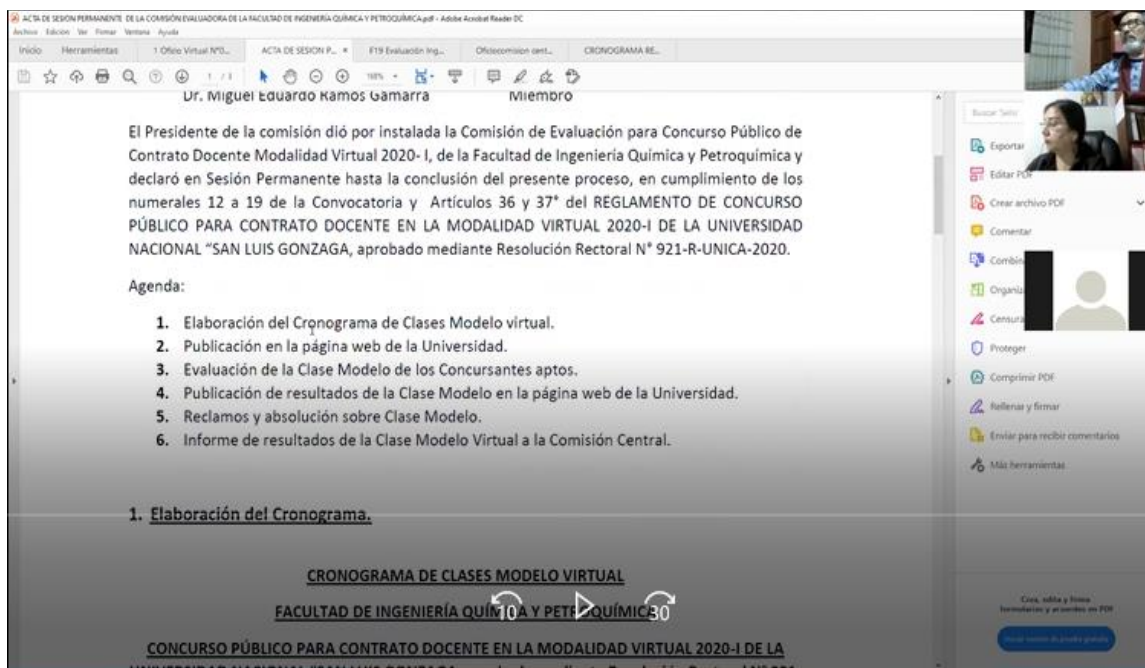 ACTA DE SESION PERMANENTE DE LA COMISIÓN EVALUADORA DE LA FACULTAD DE INGENIERÍA QUÍMICA Y PETROQUÍMICA.pdf - Adobe Acrobat Reader DC
Archivo Edición Ver Firmar Ventana Ayuda
Inicio Herramientas 1 Oficio Virtual N°0... ACTA DE SESION P... × F19 Evaluación Ing... Oficiocomision cent... CRONOGRAMA RE...
1 / 3
Dr. Miguel Eduardo Ramos Gamarra Miembro
El Presidente de la comisión dió por instalada la Comisión de Evaluación para Concurso Público de
Contrato Docente Modalidad Virtual 2020- I, de la Facultad de Ingeniería Química y Petroquímica y
declaró en Sesión Permanente hasta la conclusión del presente proceso, en cumplimiento de los
numerales 12 a 19 de la Convocatoria y Artículos 36 y 37° del REGLAMENTO DE CONCURSO
PÚBLICO PARA CONTRATO DOCENTE EN LA MODALIDAD VIRTUAL 2020-I DE LA UNIVERSIDAD
NACIONAL “SAN LUIS GONZAGA, aprobado mediante Resolución Rectoral N° 921-R-UNICA-2020.
Agenda:
1. Elaboración del Cronograma de Clases Modelo virtual.
2. Publicación en la página web de la Universidad.
3. Evaluación de la Clase Modelo de los Concursantes aptos.
4. Publicación de resultados de la Clase Modelo en la página web de la Universidad.
5. Reclamos y absolución sobre Clase Modelo.
6. Informe de resultados de la Clase Modelo Virtual a la Comisión Central.
1. Elaboración del Cronograma.
CRONOGRAMA DE CLASES MODELO VIRTUAL
FACULTAD DE INGENIERÍA QUÍMICA Y PETROQUÍMICA
CONCURSO PÚBLICO PARA CONTRATO DOCENTE EN LA MODALIDAD VIRTUAL 2020-I DE LA
10
30
Exportar
Editar PDF
Crear archivo PDF
Comentar
Combin
Organiz
Censura
Proteger
Comprimir PDF
Rellenar y firmar
Enviar para recibir comentarios
Más herramientas
Crea, edita y firma
formularios y acuerdos en PDF